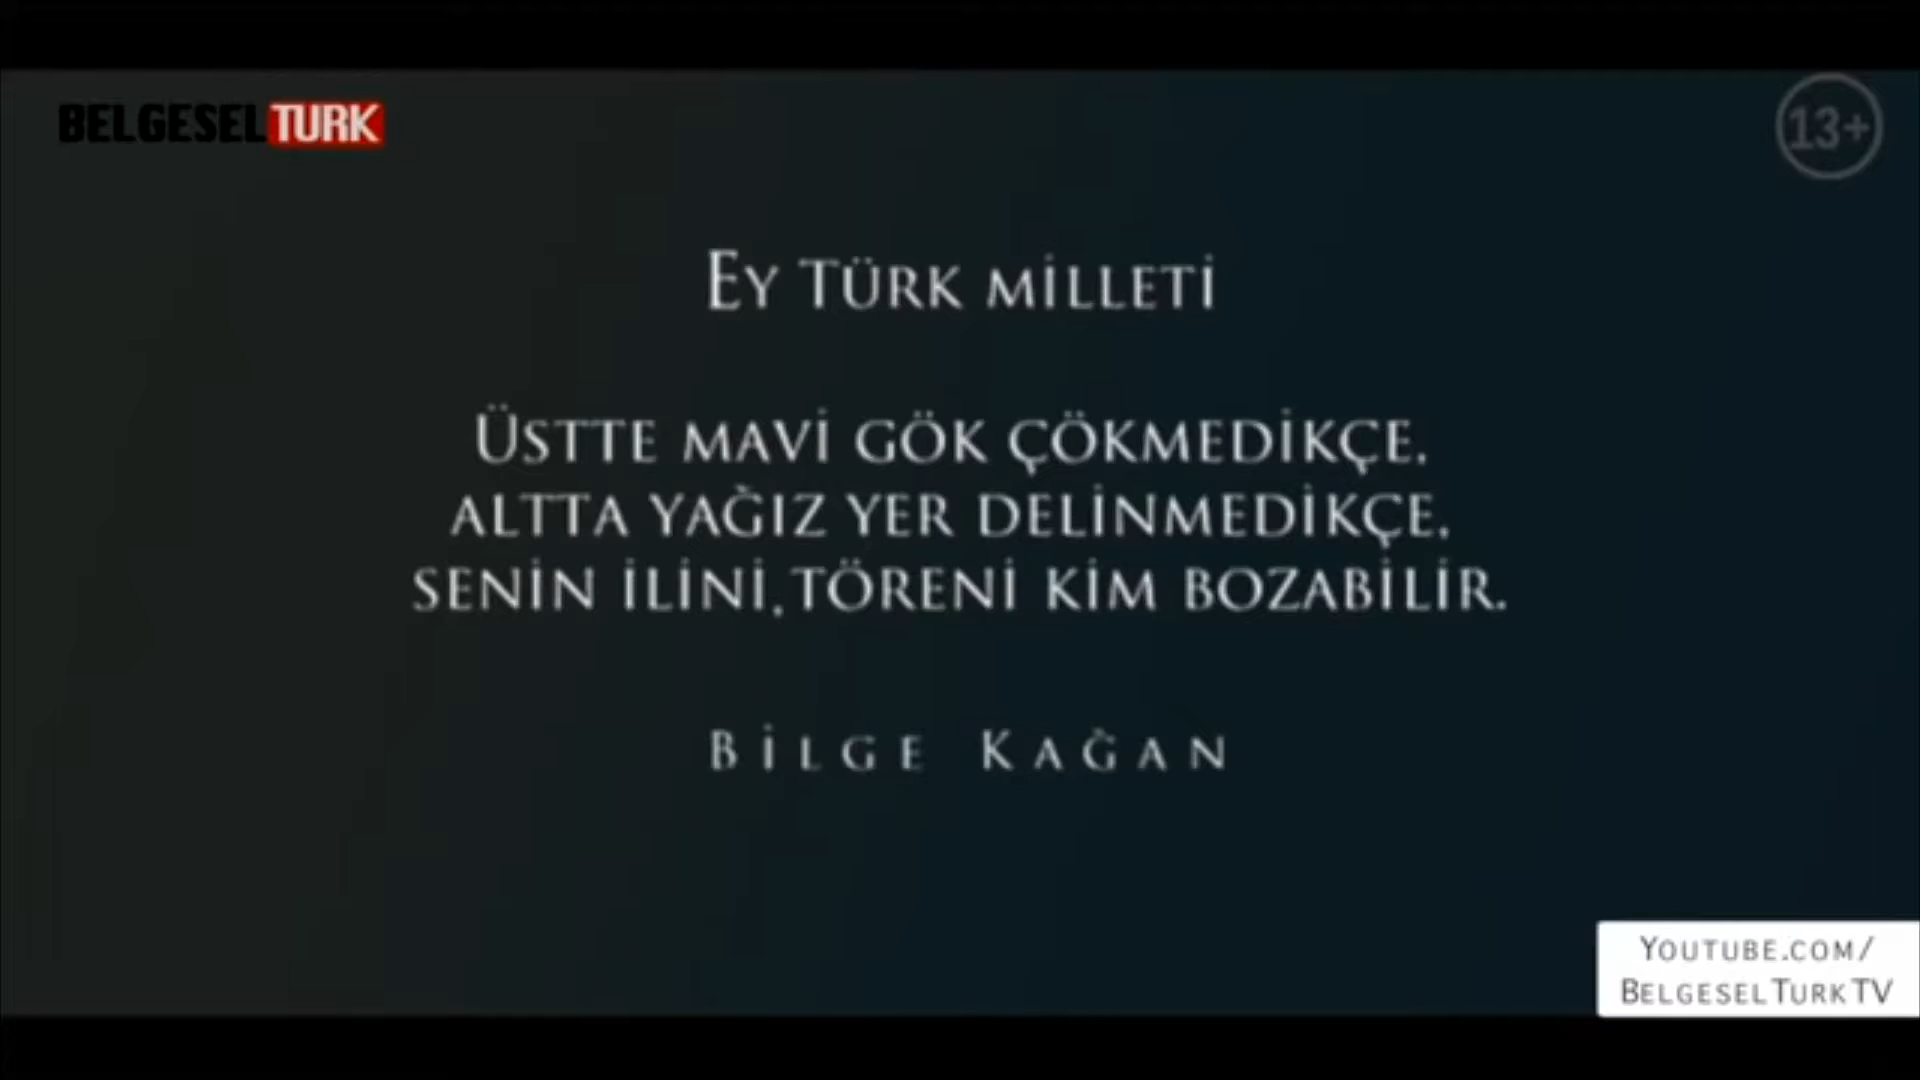 BELGESELTURK
13+
EY TÜRK MİLLETİ
ÜSTTE MAVİ GÖK ÇÖKMEDİKÇE,
ALTTA YAĞIZ YER DELİNMEDİKÇE,
SENİN İLİNİ,TÖRENİ KİM BOZABİLİR.
BİLGE KAĞAN
YOUTUBE.COM/
BELGESELTURKTV